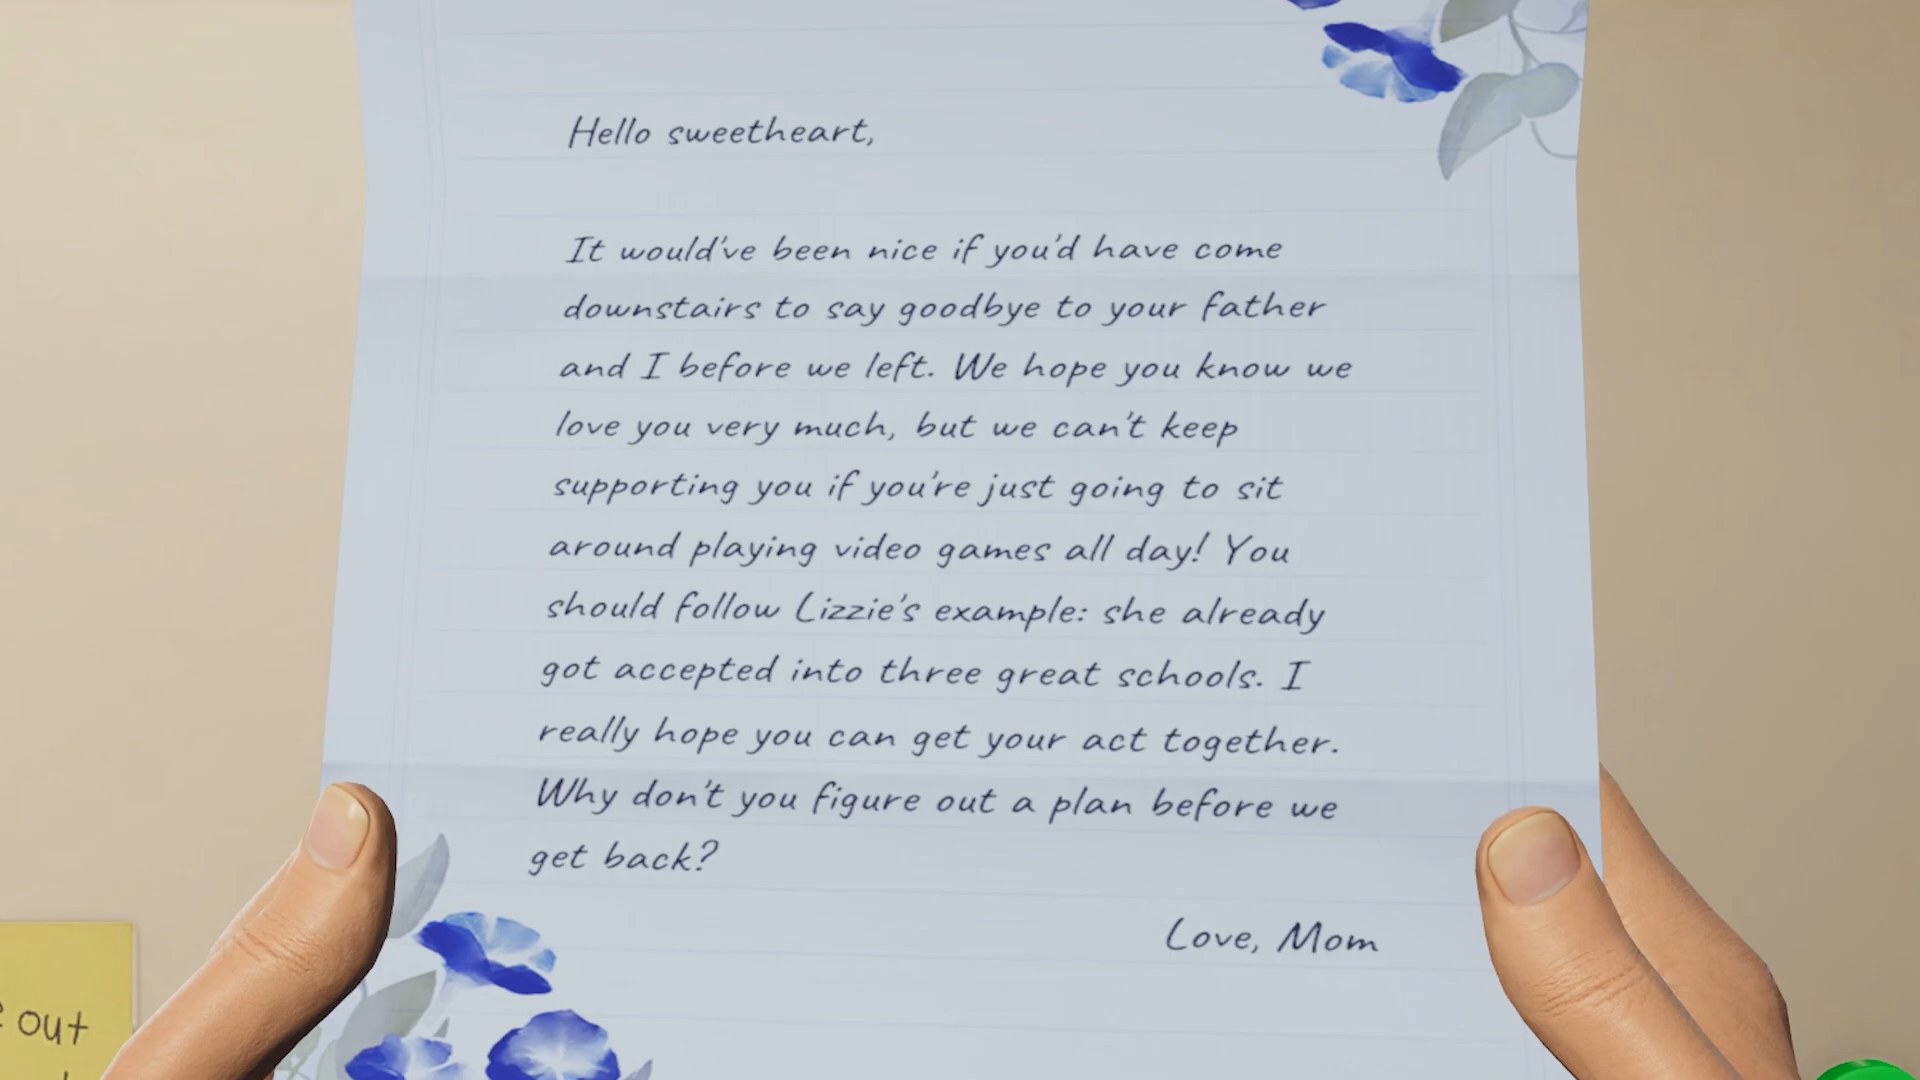 Hello sweetheart,
It would've been nice if you'd have come
downstairs to say goodbye to your father
and I before we left. We hope you know we
love you very much, but we can't keep
supporting you if you're just going to sit
around playing video games all day! You
should follow Lizzie's example: she already
got accepted into three great schools. I
really hope you can get your act together.
Why don't you figure out a plan before we
get back?
Love, Mom
out